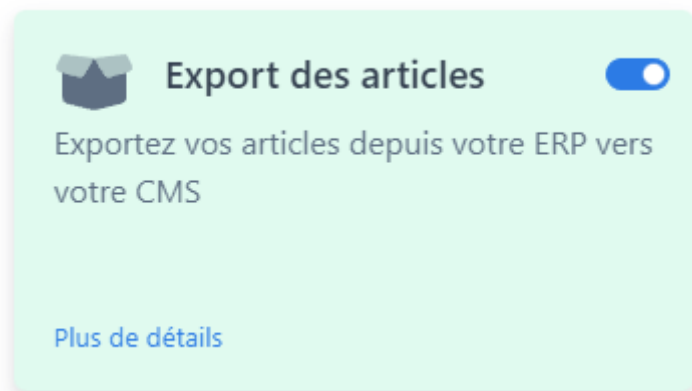 Export des articles
Exportez vos articles depuis votre ERP vers
votre CMS
Plus de détails